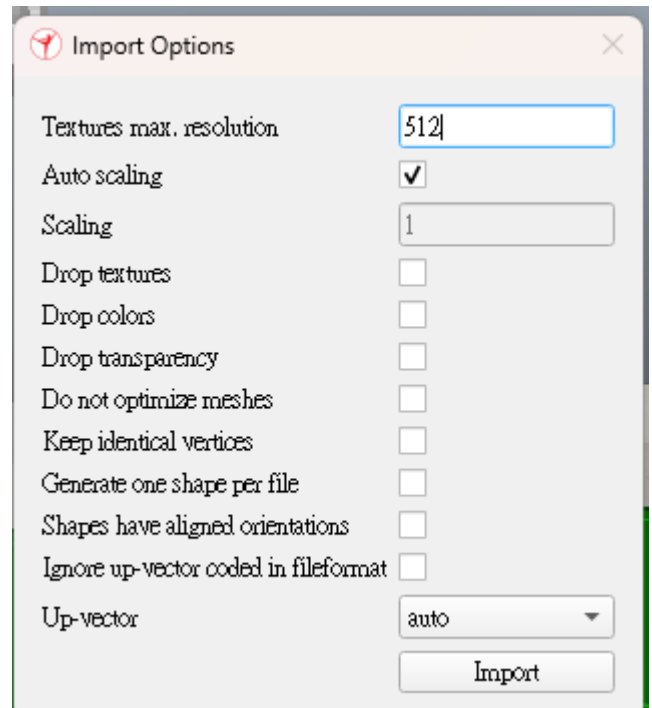 Import Options
Textures max. resolution 512
Auto scaling
Scaling 1
Drop textures
Drop colors
Drop transparency
Do not optimize meshes
Keep identical vertices
Generate one shape per file
Shapes have aligned orientations
Ignore up-vector coded in fileformat
Up-vector auto
Import